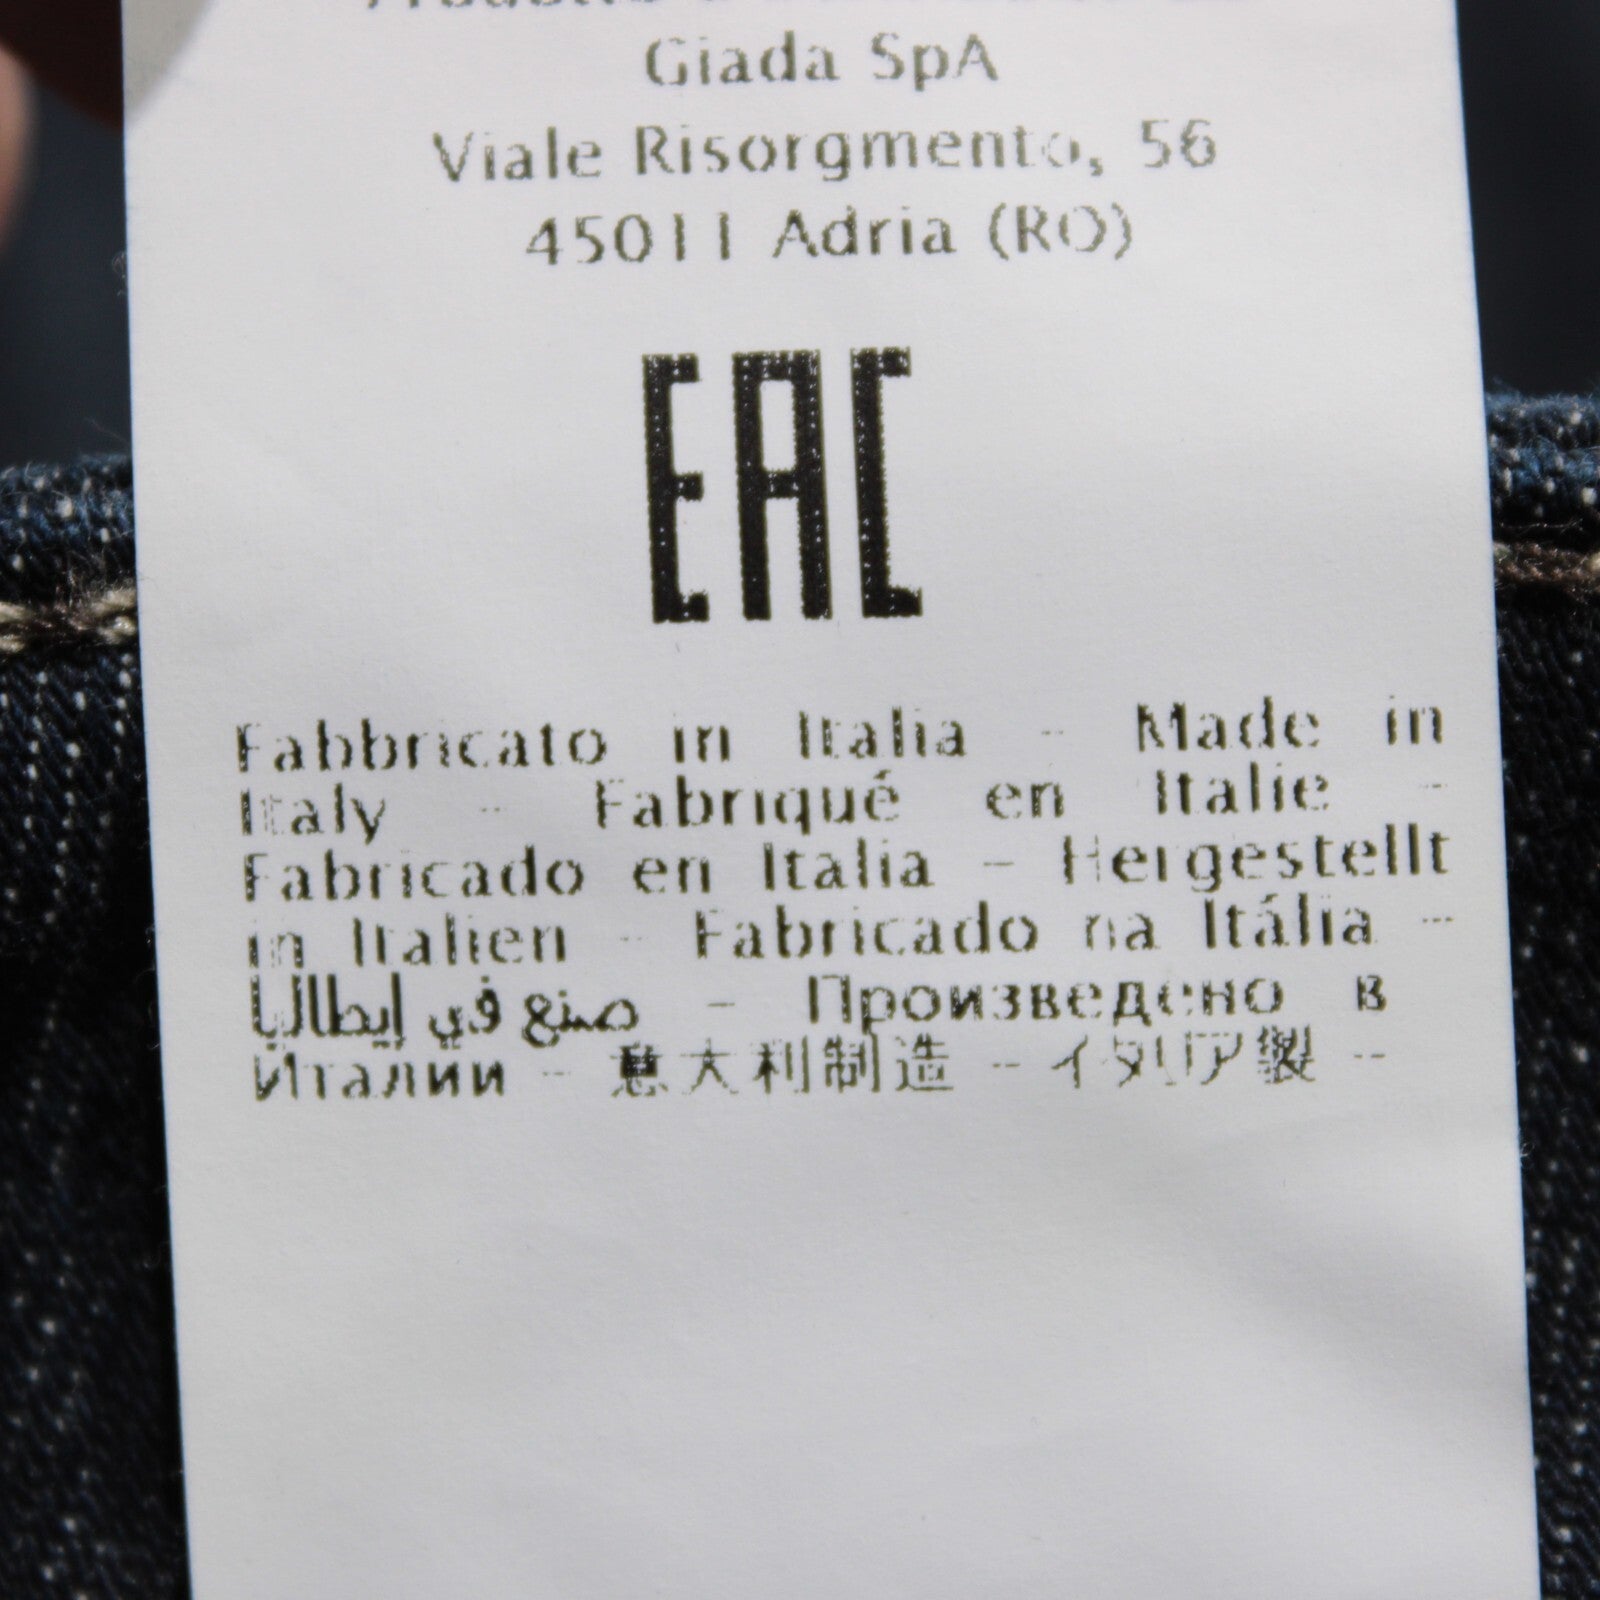 Giada SpA
Viale Risorgmento, 56
45011 Adria (RO)
EAC
Fabbricato in Italia - Made in
Italy - Fabriqué en Italie -
Fabricado en Italia - Hergestellt
in Italien - Fabricado na Itália -
صنع في إيطاليا - Произведено в
Италии - 意大利制造 - イタリア製 -